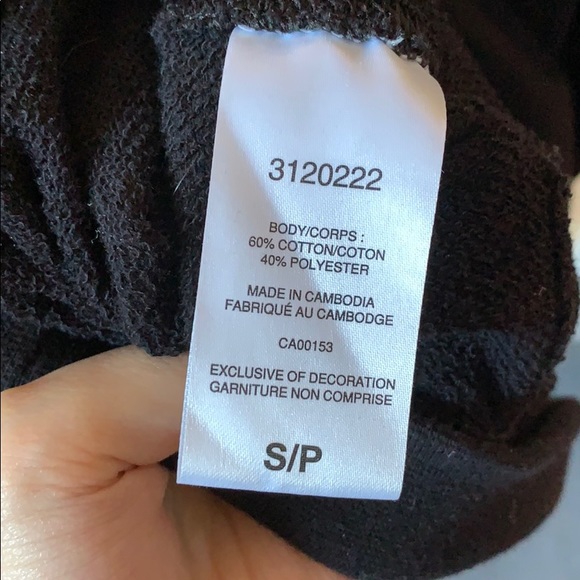 3120222
BODY/CORPS :
60% COTTON/COTON
40% POLYESTER
MADE IN CAMBODIA
FABRIQUÉ AU CAMBODGE
CA00153
EXCLUSIVE OF DECORATION
GARNITURE NON COMPRISE
S/P